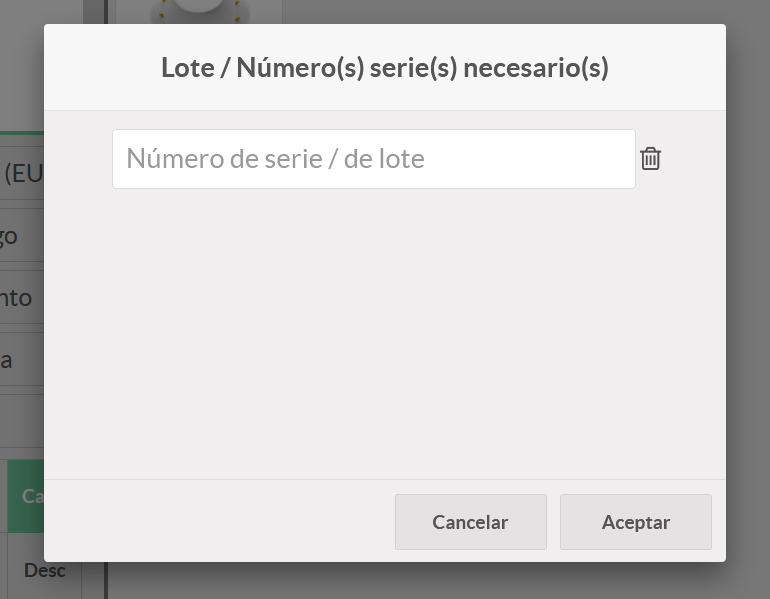 Lote / Número(s) serie(s) necesario(s)
Número de serie / de lote
(EU
go
nto
a
Ca
Cancelar
Aceptar
Desc